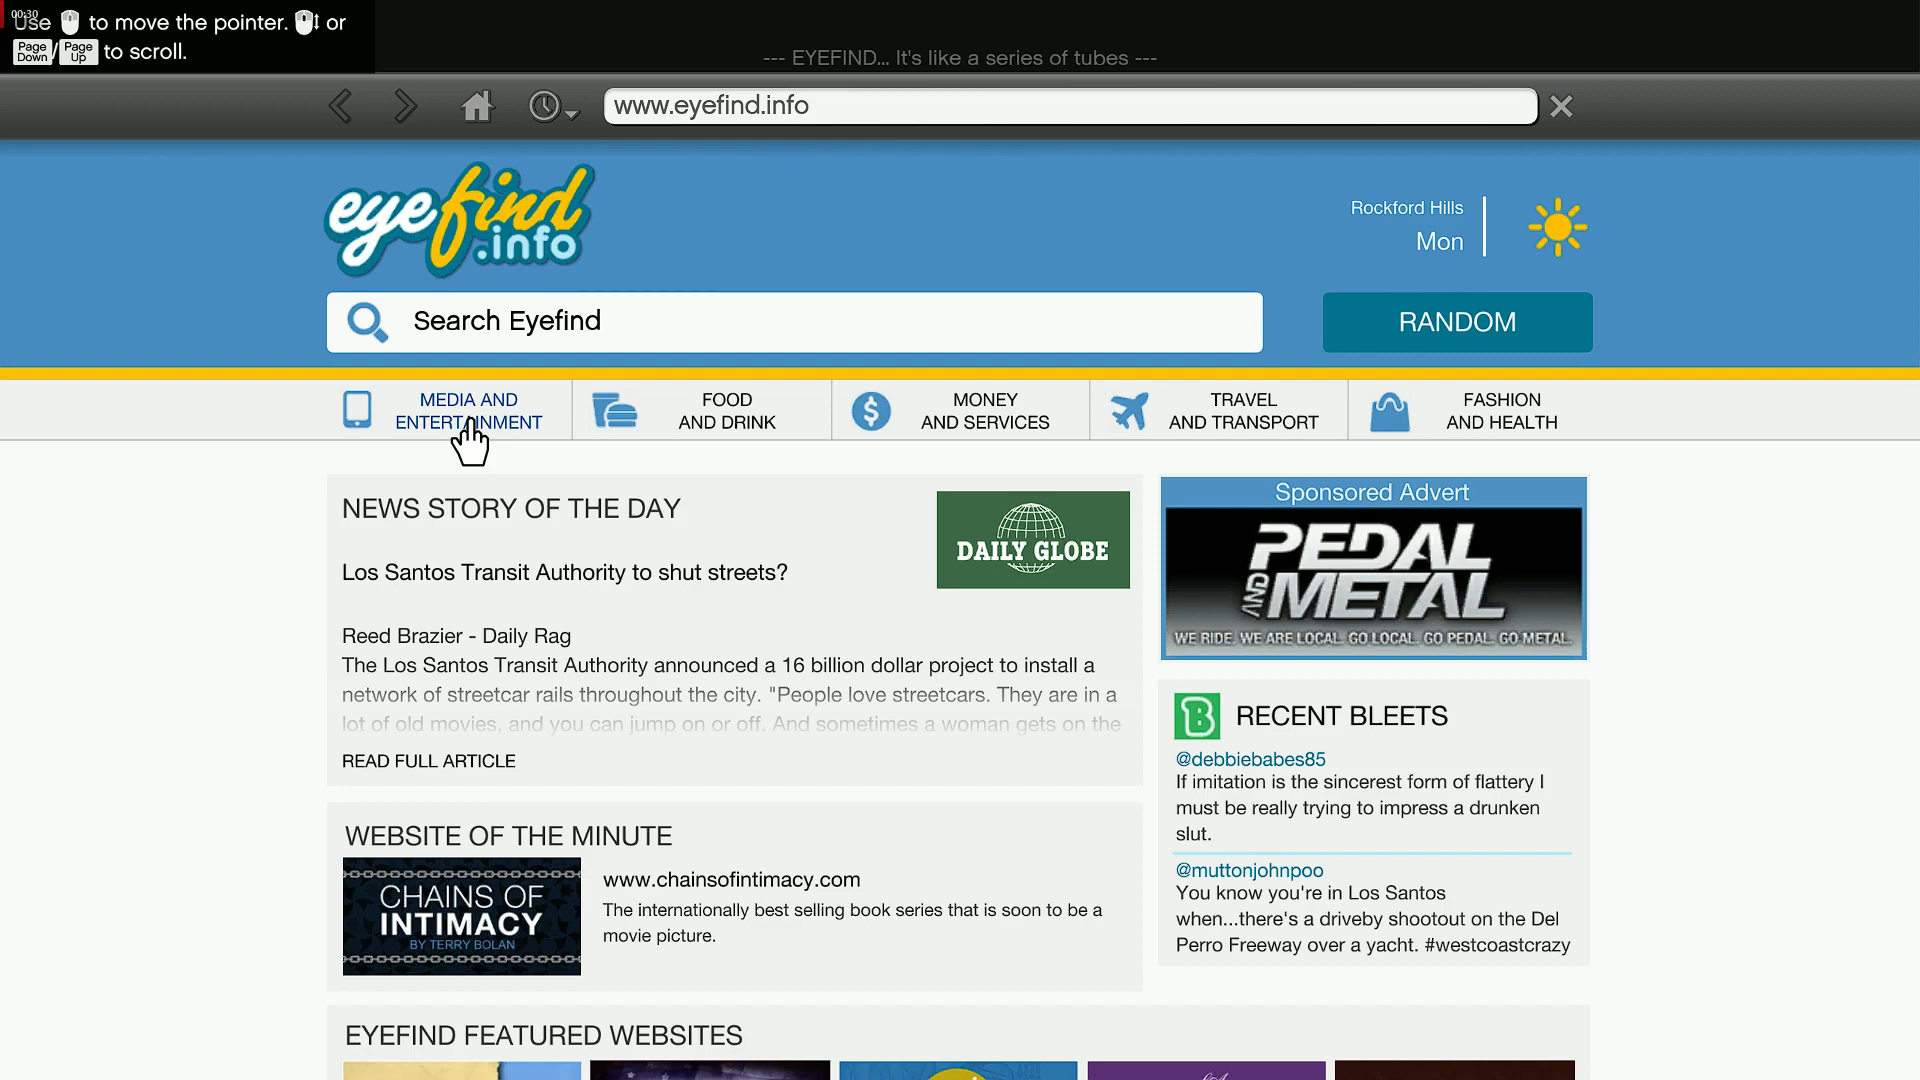 00:30
Use to move the pointer. or
Page Down / Page Up to scroll.
--- EYEFIND... It's like a series of tubes ---
www.eyefind.info
eyefind
.info
Rockford Hills
Mon
Search Eyefind
RANDOM
MEDIA AND
ENTERTAINMENT
FOOD
AND DRINK
MONEY
AND SERVICES
TRAVEL
AND TRANSPORT
FASHION
AND HEALTH
NEWS STORY OF THE DAY
DAILY GLOBE
Los Santos Transit Authority to shut streets?
Reed Brazier - Daily Rag
The Los Santos Transit Authority announced a 16 billion dollar project to install a
network of streetcar rails throughout the city. "People love streetcars. They are in a
lot of old movies, and you can jump on or off. And sometimes a woman gets on the
READ FULL ARTICLE
Sponsored Advert
PEDAL
AND METAL
WE RIDE. WE ARE LOCAL. GO LOCAL. GO PEDAL. GO METAL.
RECENT BLEETS
@debbiebabes85
If imitation is the sincerest form of flattery I
must be really trying to impress a drunken
slut.
@muttonjohnpoo
You know you're in Los Santos
when...there's a driveby shootout on the Del
Perro Freeway over a yacht. #westcoastcrazy
WEBSITE OF THE MINUTE
CHAINS OF
INTIMACY
BY TERRY BOLAN
www.chainsofintimacy.com
The internationally best selling book series that is soon to be a
movie picture.
EYEFIND FEATURED WEBSITES